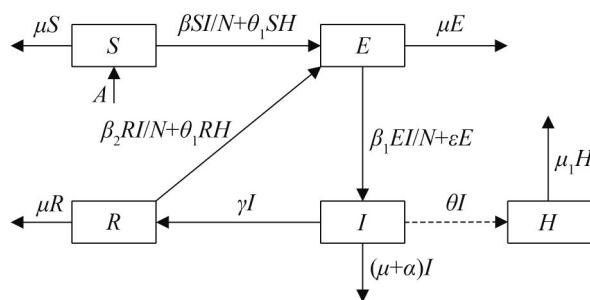 μS
S
βSI/N+θ₁SH
E
μE
A
β₂RI/N+θ₁RH
β₁EI/N+εE
μ₁H
μR
R
γI
I
θI
H
(μ+α)I